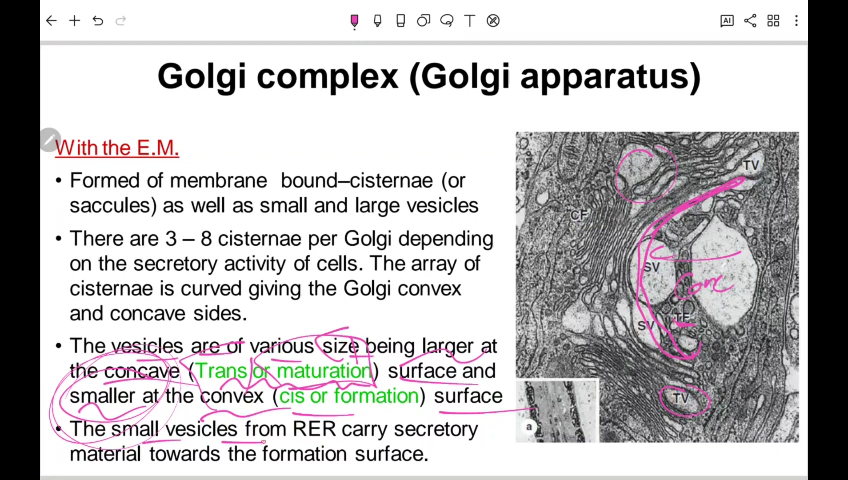 AI
T
Golgi complex (Golgi apparatus)
With the E.M.
• Formed of membrane bound–cisternae (or
saccules) as well as small and large vesicles
• There are 3 – 8 cisternae per Golgi depending
on the secretory activity of cells. The array of
cisternae is curved giving the Golgi convex
and concave sides.
• The vesicles are of various size being larger at
the concave (Trans or maturation) surface and
smaller at the convex (cis or formation) surface
• The small vesicles from RER carry secretory
material towards the formation surface.
TV
CF
SV
Conc
SV
TF
TV
a